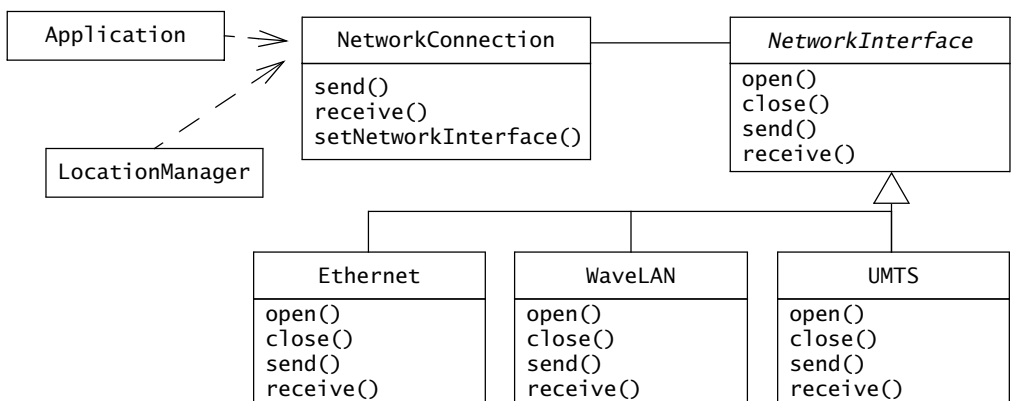 Application
NetworkConnection
send()
receive()
setNetworkInterface()
NetworkInterface
open()
close()
send()
receive()
LocationManager
Ethernet
open()
close()
send()
receive()
WaveLAN
open()
close()
send()
receive()
UMTS
open()
close()
send()
receive()